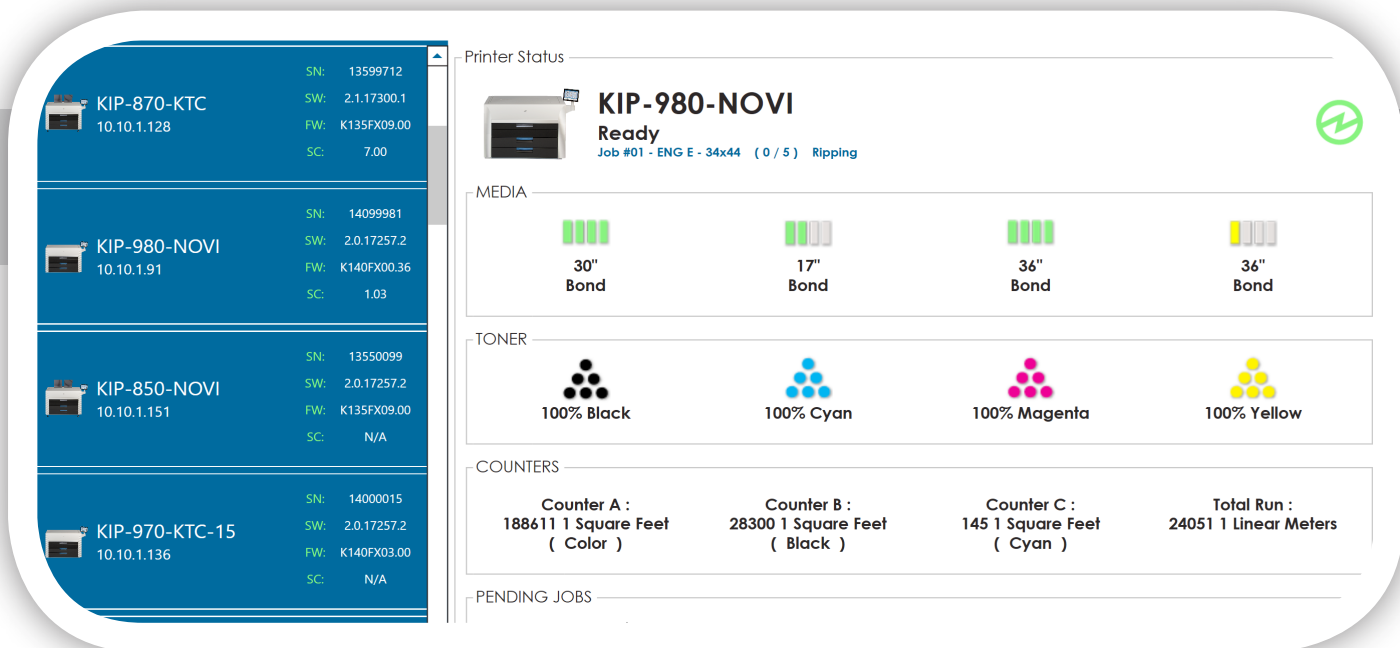 KIP-870-KTC
10.10.1.128
SN: 13599712
SW: 2.1.17300.1
FW: K135FX09.00
SC: 7.00
KIP-980-NOVI
10.10.1.91
SN: 14099981
SW: 2.0.17257.2
FW: K140FX00.36
SC: 1.03
KIP-850-NOVI
10.10.1.151
SN: 13550099
SW: 2.0.17257.2
FW: K135FX09.00
SC: N/A
KIP-970-KTC-15
10.10.1.136
SN: 14000015
SW: 2.0.17257.2
FW: K140FX03.00
SC: N/A
Printer Status
KIP-980-NOVI
Ready
Job #01 - ENG E - 34x44 ( 0 / 5 ) Ripping
MEDIA
30"
Bond
17"
Bond
36"
Bond
36"
Bond
TONER
100% Black
100% Cyan
100% Magenta
100% Yellow
COUNTERS
Counter A :
188611 1 Square Feet
( Color )
Counter B :
28300 1 Square Feet
( Black )
Counter C :
145 1 Square Feet
( Cyan )
Total Run :
24051 1 Linear Meters
PENDING JOBS